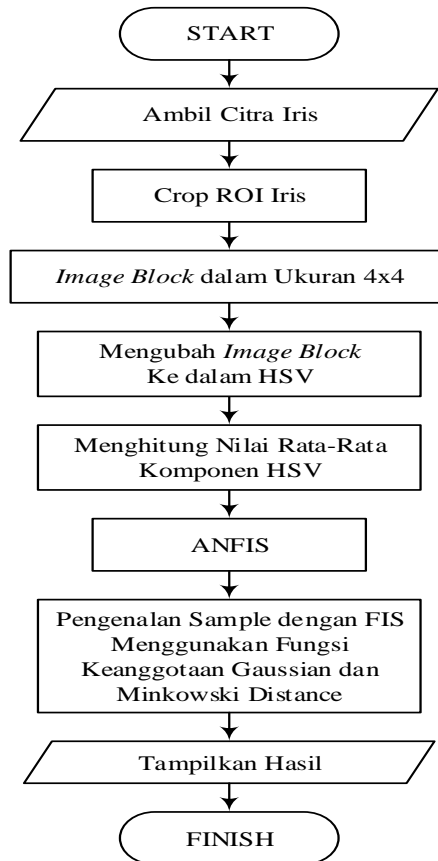 START
Ambil Citra Iris
Crop ROI Iris
Image Block dalam Ukuran 4x4
Mengubah Image Block
Ke dalam HSV
Menghitung Nilai Rata-Rata
Komponen HSV
ANFIS
Pengenalan Sample dengan FIS
Menggunakan Fungsi
Keanggotaan Gaussian dan
Minkowski Distance
Tampilkan Hasil
FINISH